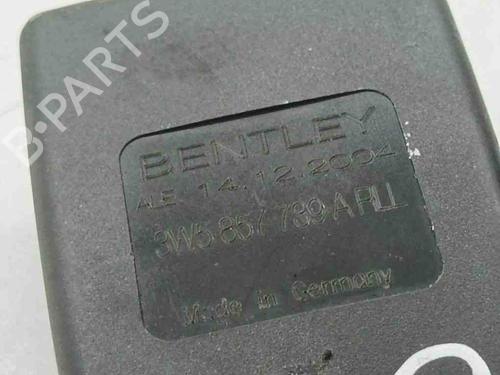 B-PARTS
BENTLEY
ALE 14.12.2004
3W5 857 739 A RLL
Made in Germany